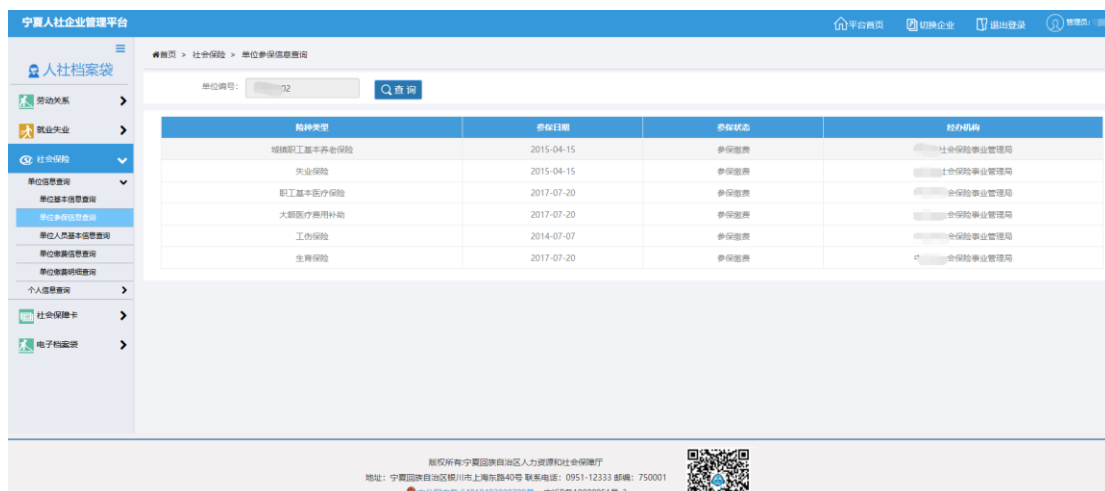 宁夏人社企业管理平台
平台首页 切换企业 退出登录 管理员:
人社档案袋
首页 > 社会保险 > 单位参保信息查询
单位编号: 02 查询
劳动关系
就业失业
社会保险
单位信息查询
单位基本信息查询
单位参保信息查询
单位人员基本信息查询
单位缴费信息查询
单位缴费明细查询
个人信息查询
社会保障卡
电子档案袋
险种类型 参保日期 参保状态 经办机构
城镇职工基本养老保险 2015-04-15 参保缴费 社会保险事业管理局
失业保险 2015-04-15 参保缴费 社会保险事业管理局
职工基本医疗保险 2017-07-20 参保缴费 会保险事业管理局
大额医疗费用补助 2017-07-20 参保缴费 会保险事业管理局
工伤保险 2014-07-07 参保缴费 会保险事业管理局
生育保险 2017-07-20 参保缴费 会保险事业管理局
版权所有:宁夏回族自治区人力资源和社会保障厅
地址：宁夏回族自治区银川市上海东路40号 联系电话：0951-12333 邮编：750001